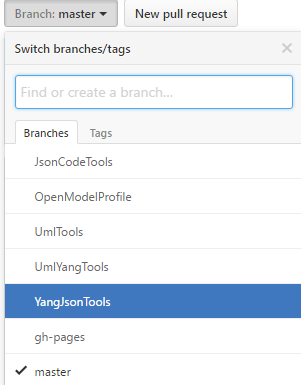 Branch: master New pull request
Switch branches/tags
Find or create a branch...
Branches Tags
JsonCodeTools
OpenModelProfile
UmlTools
UmlYangTools
YangJsonTools
gh-pages
master